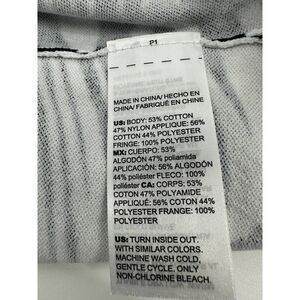 P1
MADE IN CHINA/ HECHO EN
CHINA/ FABRIQUÉ EN CHINE
US: BODY: 53% COTTON
47% NYLON APPLIQUE: 56%
COTTON 44% POLYESTER
FRINGE: 100% POLYESTER
MX: CUERPO: 53%
ALGODÓN 47% poliamida
APLICACIÓN: 56% ALGODÓN
44% poliéster FLECO: 100%
poliéster CA: CORPS: 53%
COTON 47% POLYAMIDE
APPLIQUÉ: 56% COTON 44%
POLYESTER FRANGE: 100%
POLYESTER
US: TURN INSIDE OUT.
WITH SIMILAR COLORS.
MACHINE WASH COLD,
GENTLE CYCLE. ONLY
NON-CHLORINE BLEACH